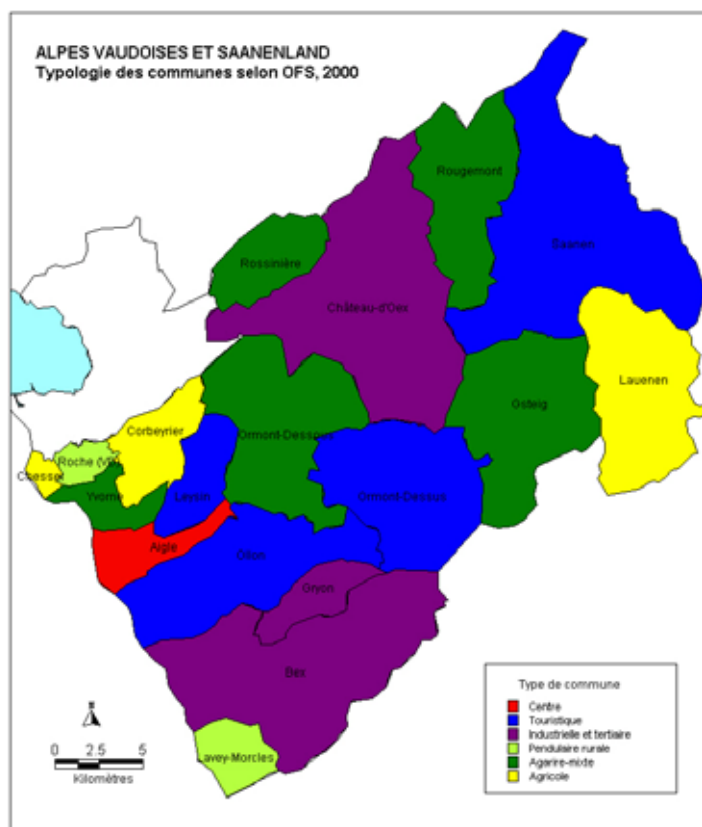 ALPES VAUDOISES ET SAANENLAND
Typologie des communes selon OFS, 2000
Rougemont
Saanen
Rossinière
Château-d'Oex
Lauenen
Gsteig
Corbeyrier
Ormont-Dessous
Roche (VD)
Chessel
Yvorne
Leysin
Ormont-Dessus
Aigle
Ollon
Gryon
Bex
Lavey-Morcles
N
0 2.5 5
Kilomètres
Type de commune
Centre
Touristique
Industrielle et tertiaire
Pendulaire rurale
Agarire-mixte
Agricole